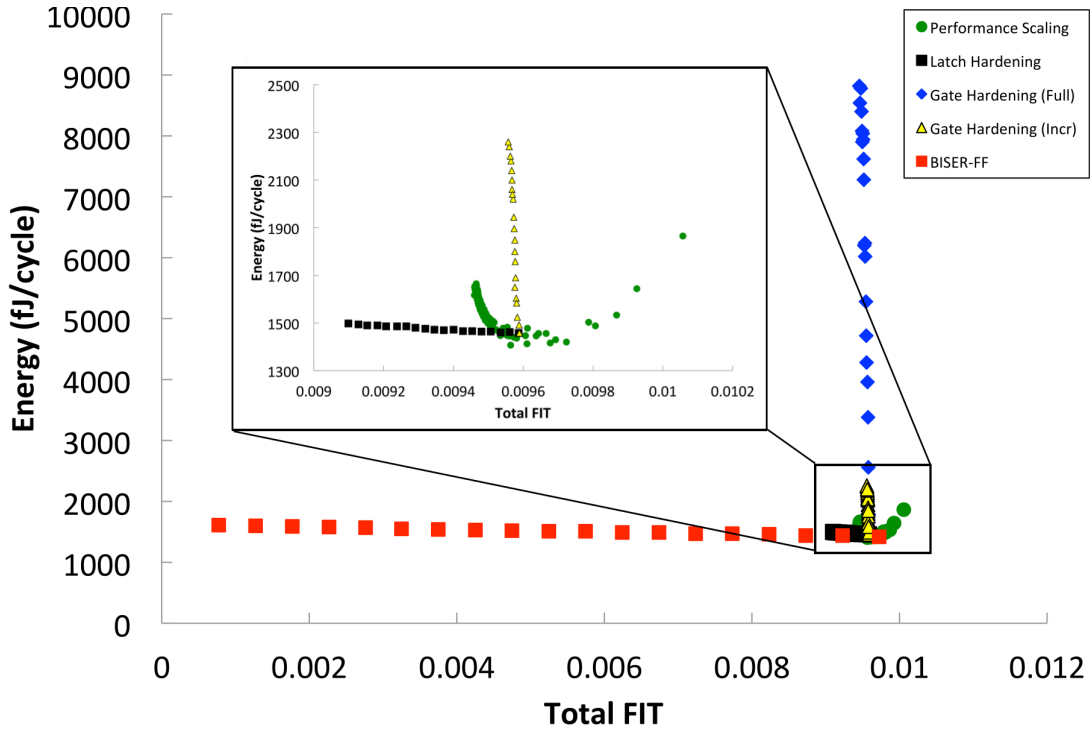 10000
9000
8000
7000
6000
5000
4000
3000
2000
1000
0
Energy (fJ/cycle)
0 0.002 0.004 0.006 0.008 0.01 0.012
Total FIT
2500
2300
2100
1900
1700
1500
1300
Energy (fJ/cycle)
0.009 0.0092 0.0094 0.0096 0.0098 0.01 0.0102
Total FIT
Performance Scaling
Latch Hardening
Gate Hardening (Full)
Gate Hardening (Incr)
BISER-FF